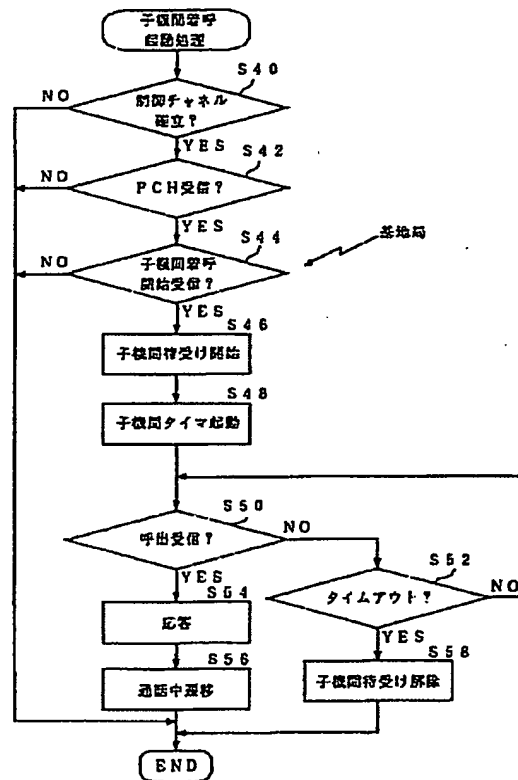 子機間着呼
起動処理
S40
制御チャネル
確立？
NO
YES
S42
PCH受信？
NO
YES
S44
子機間着呼
開始受信？
NO
YES
基地局
S46
子機間待受け開始
S48
子機間タイマ起動
S50
呼出受信？
NO
YES
S52
タイムアウト？
NO
YES
S54
応答
S58
子機間待受け解除
S56
通話中遷移
END